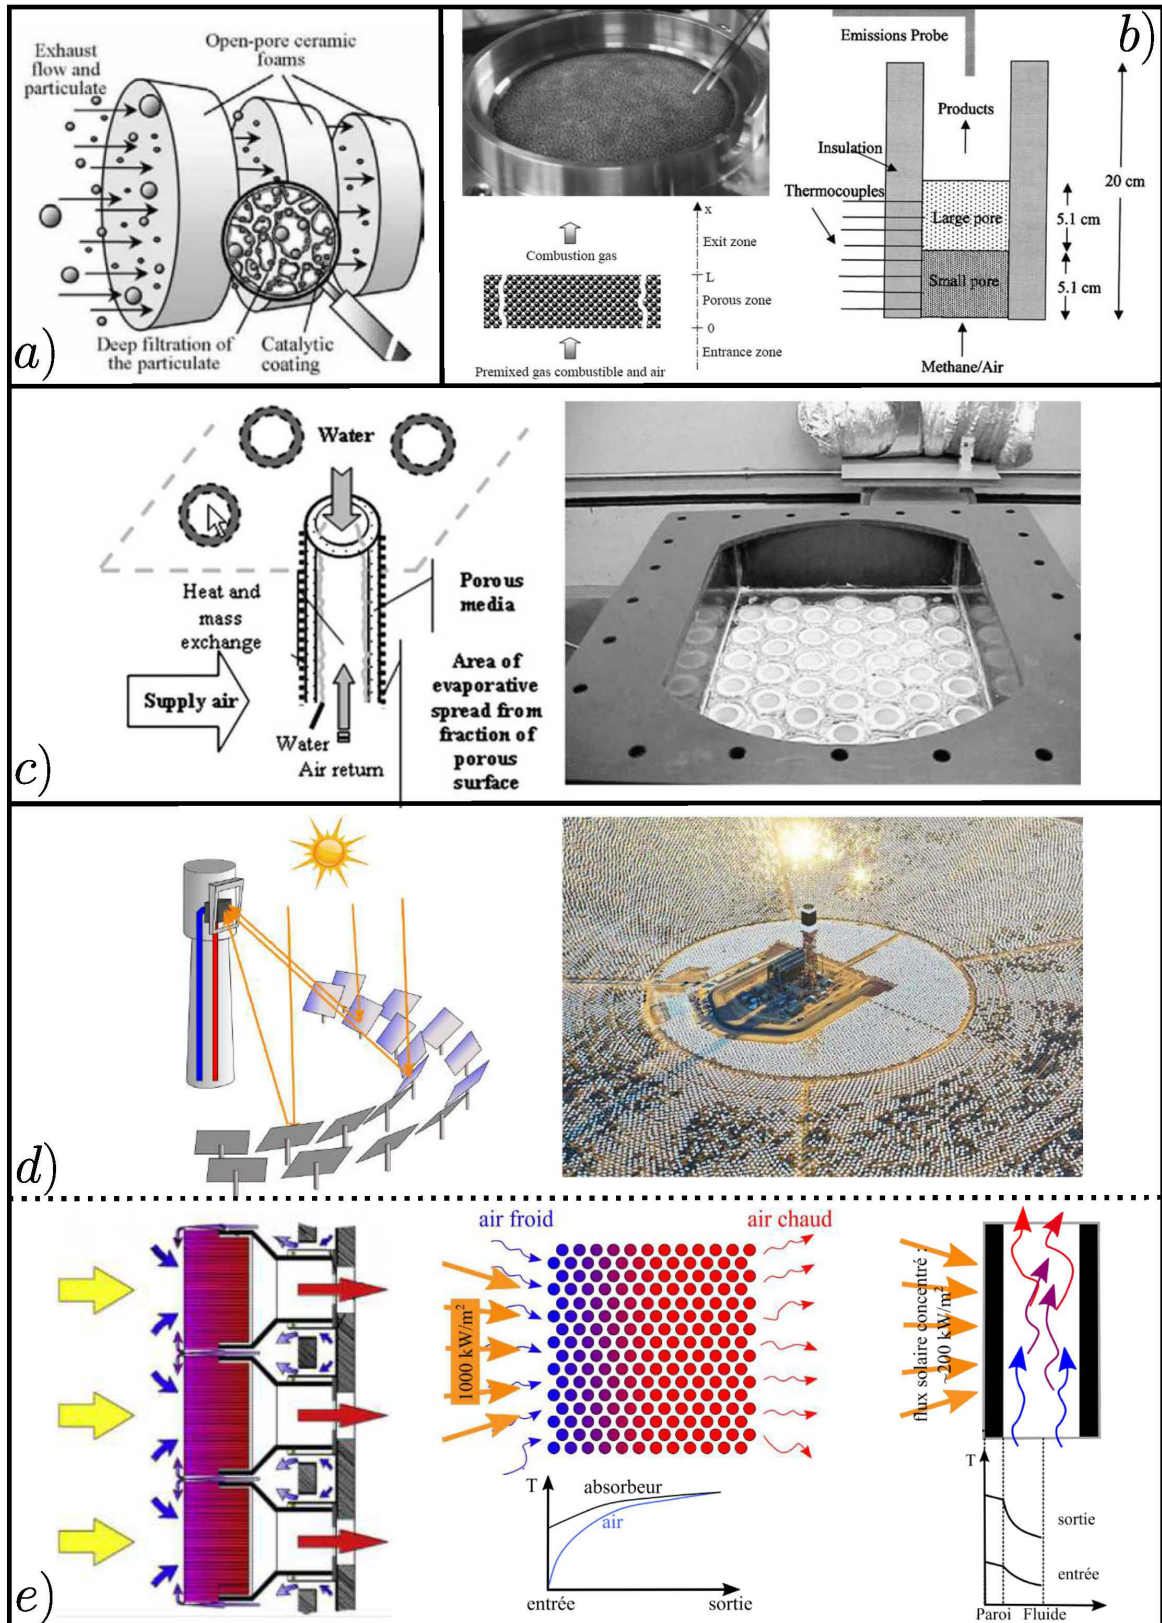 Exhaust
flow and
particulate
Open-pore ceramic
foams
Deep filtration of
the particulate
Catalytic
coating
a)
b)
Emissions Probe
Products
Insulation
Thermocouples
Large pore
Small pore
20 cm
5.1 cm
5.1 cm
Methane/Air
Combustion gas
Premixed gas combustible and air
x
Exit zone
L
Porous zone
0
Entrance zone
Water
Heat and
mass
exchange
Supply air
Water
Air return
Porous
media
Area of
evaporative
spread from
fraction of
porous
surface
c)
d)
air froid
air chaud
1000 kW/m²
T
absorbeur
air
entrée
sortie
flux solaire concentré :
~200 kW/m²
T
sortie
entrée
Paroi
Fluide
e)